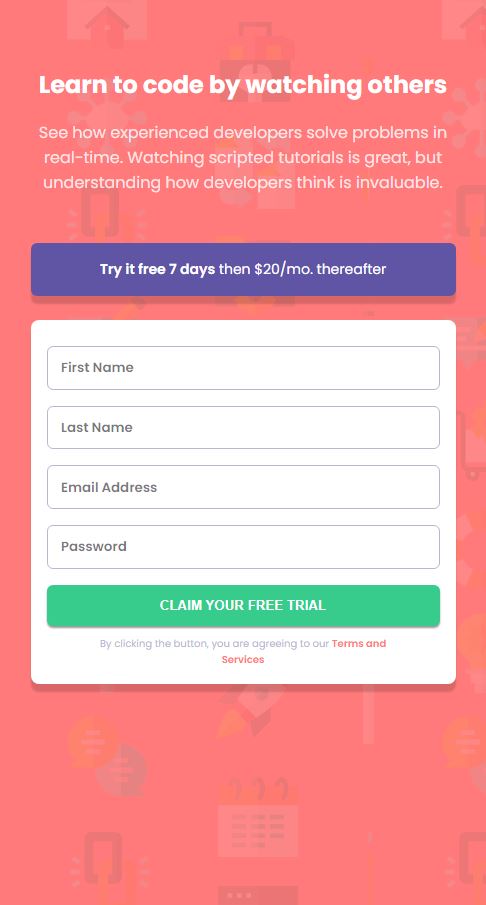 Learn to code by watching others
See how experienced developers solve problems in
real-time. Watching scripted tutorials is great, but
understanding how developers think is invaluable.
Try it free 7 days then $20/mo. thereafter
First Name
Last Name
Email Address
Password
CLAIM YOUR FREE TRIAL
By clicking the button, you are agreeing to our Terms and
Services